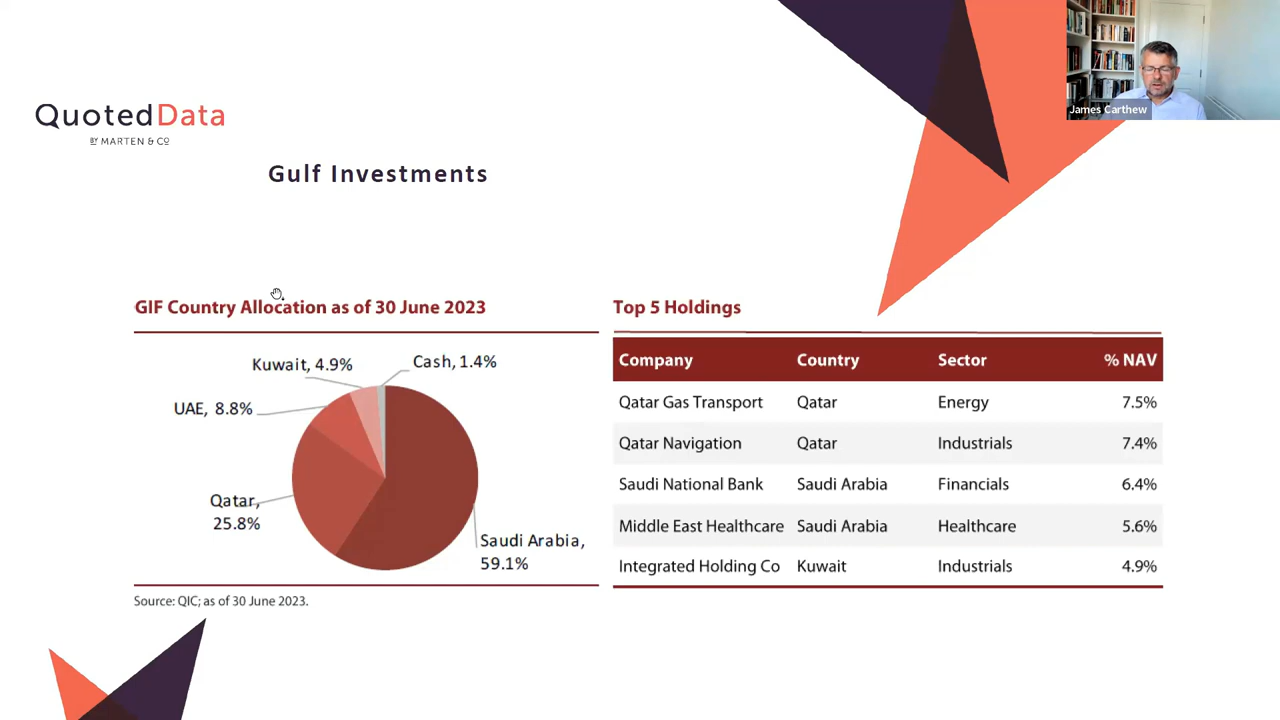 James Carthew
QuotedData
BY MARTEN & CO
Gulf Investments
GIF Country Allocation as of 30 June 2023
Kuwait, 4.9%
Cash, 1.4%
UAE, 8.8%
Qatar,
25.8%
Saudi Arabia,
59.1%
Source: QIC; as of 30 June 2023.
Top 5 Holdings
Company Country Sector % NAV
Qatar Gas Transport Qatar Energy 7.5%
Qatar Navigation Qatar Industrials 7.4%
Saudi National Bank Saudi Arabia Financials 6.4%
Middle East Healthcare Saudi Arabia Healthcare 5.6%
Integrated Holding Co Kuwait Industrials 4.9%